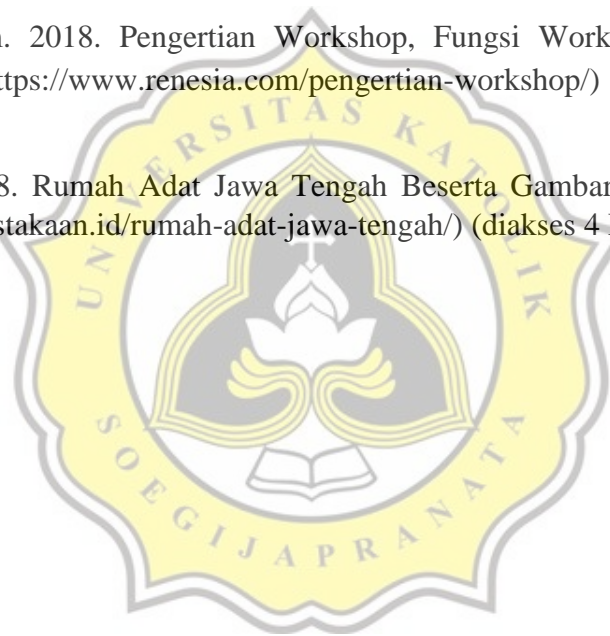 . 2018. Pengertian Workshop, Fungsi Work
ttps://www.renesia.com/pengertian-workshop/)
8. Rumah Adat Jawa Tengah Beserta Gambar
stakaan.id/rumah-adat-jawa-tengah/) (diakses 4
UNIVERSITAS KATOLIK
SOEGIJAPRANATA